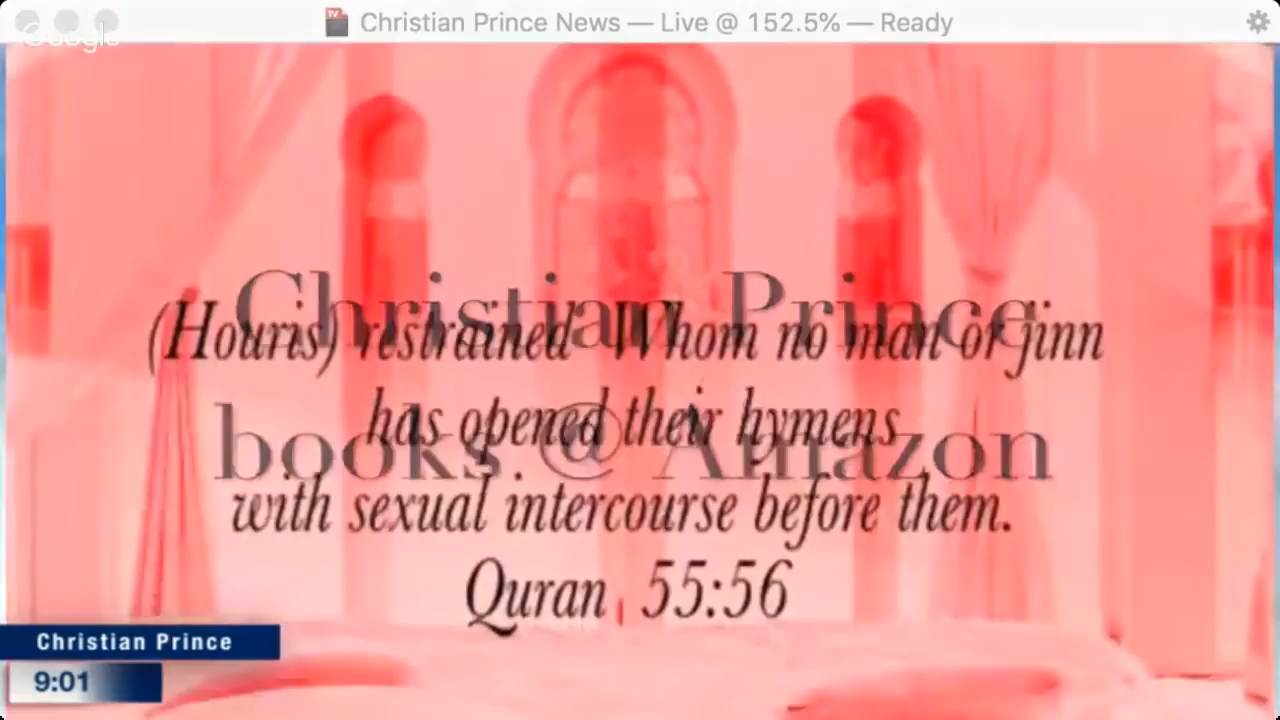 Christian Prince News — Live @ 152.5% — Ready
Google
Christian Prince
books @ Amazon
(Houris) restrained Whom no man or jinn
has opened their hymens
with sexual intercourse before them.
Quran 55:56
Christian Prince
9:01